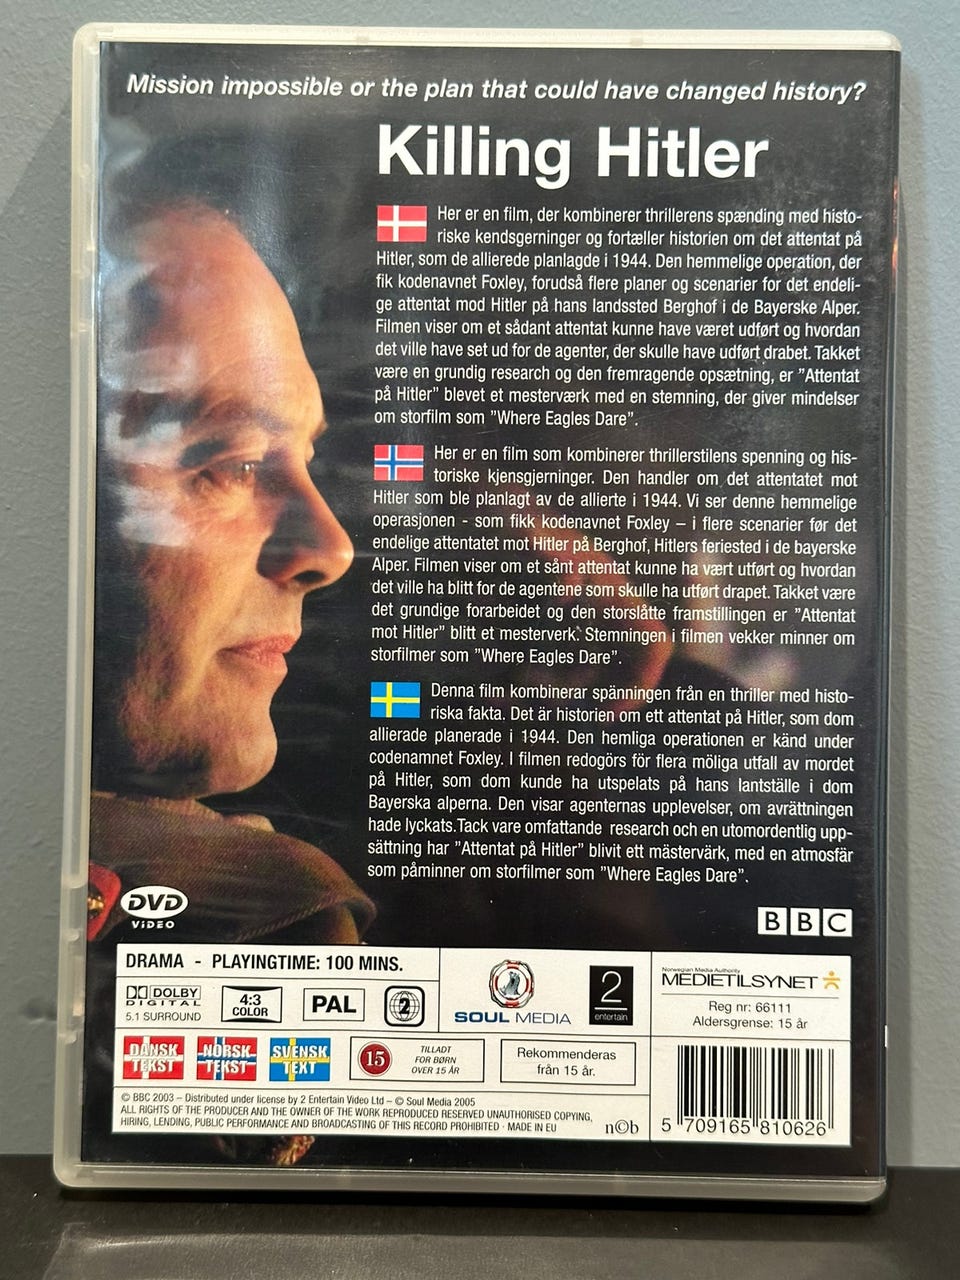 Mission impossible or the plan that could have changed history?
Killing Hitler
Her er en film, der kombinerer thrillerens spænding med histo-
riske kendsgerninger og fortæller historien om det attentat på
Hitler, som de allierede planlagde i 1944. Den hemmelige operation, der
fik kodenavnet Foxley, forudså flere planer og scenarier for det endeli-
ge attentat mod Hitler på hans landssted Berghof i de Bayerske Alper.
Filmen viser om et sådant attentat kunne have været udført og hvordan
det ville have set ud for de agenter, der skulle have udført drabet. Takket
være en grundig research og den fremragende opsætning, er ”Attentat
på Hitler” blevet et mesterværk med en stemning, der giver mindelser
om storfilm som ”Where Eagles Dare”.
Her er en film som kombinerer thrillerstilens spenning og his-
toriske kjensgjerninger. Den handler om det attentatet mot
Hitler som ble planlagt av de allierte i 1944. Vi ser denne hemmelige
operasjonen - som fikk kodenavnet Foxley – i flere scenarier før det
endelige attentatet mot Hitler på Berghof, Hitlers feriested i de bayerske
Alper. Filmen viser om et sånt attentat kunne ha vært utført og hvordan
det ville ha blitt for de agentene som skulle ha utført drapet. Takket være
det grundige forarbeidet og den storslåtte framstillingen er ”Attentat
mot Hitler” blitt et mesterverk. Stemningen i filmen vekker minner om
storfilmer som ”Where Eagles Dare”.
Denna film kombinerar spänningen från en thriller med histo-
riska fakta. Det är historien om ett attentat på Hitler, som dom
allierade planerade i 1944. Den hemliga operationen er känd under
codenamnet Foxley. I filmen redogörs för flera möliga utfall av mordet
på Hitler, som dom kunde ha utspelats på hans lantställe i dom
Bayerska alperna. Den visar agenternas upplevelser, om avrättningen
hade lyckats.Tack vare omfattande research och en utomordentlig upp-
sättning har ”Attentat på Hitler” blivit ett mästervärk, med en atmosfär
som påminner om storfilmer som ”Where Eagles Dare”.
DVD
VIDEO
BBC
DRAMA - PLAYINGTIME: 100 MINS.
DOLBY
DIGITAL
5.1 SURROUND
4:3
COLOR
PAL
2
SOUL MEDIA
2
entertain
Norwegian Media Authority
MEDIETILSYNET
Reg nr: 66111
Aldersgrense: 15 år
DANSK
TEKST
NORSK
TEKST
SVENSK
TEXT
15
TILLADT
FOR BØRN
OVER 15 ÅR
Rekommenderas
från 15 år.
© BBC 2003 – Distributed under license by 2 Entertain Video Ltd – © Soul Media 2005
ALL RIGHTS OF THE PRODUCER AND THE OWNER OF THE WORK REPRODUCED RESERVED UNAUTHORISED COPYING,
HIRING, LENDING, PUBLIC PERFORMANCE AND BROADCASTING OF THIS RECORD PROHIBITED · MADE IN EU
n©b
5 709165 810626